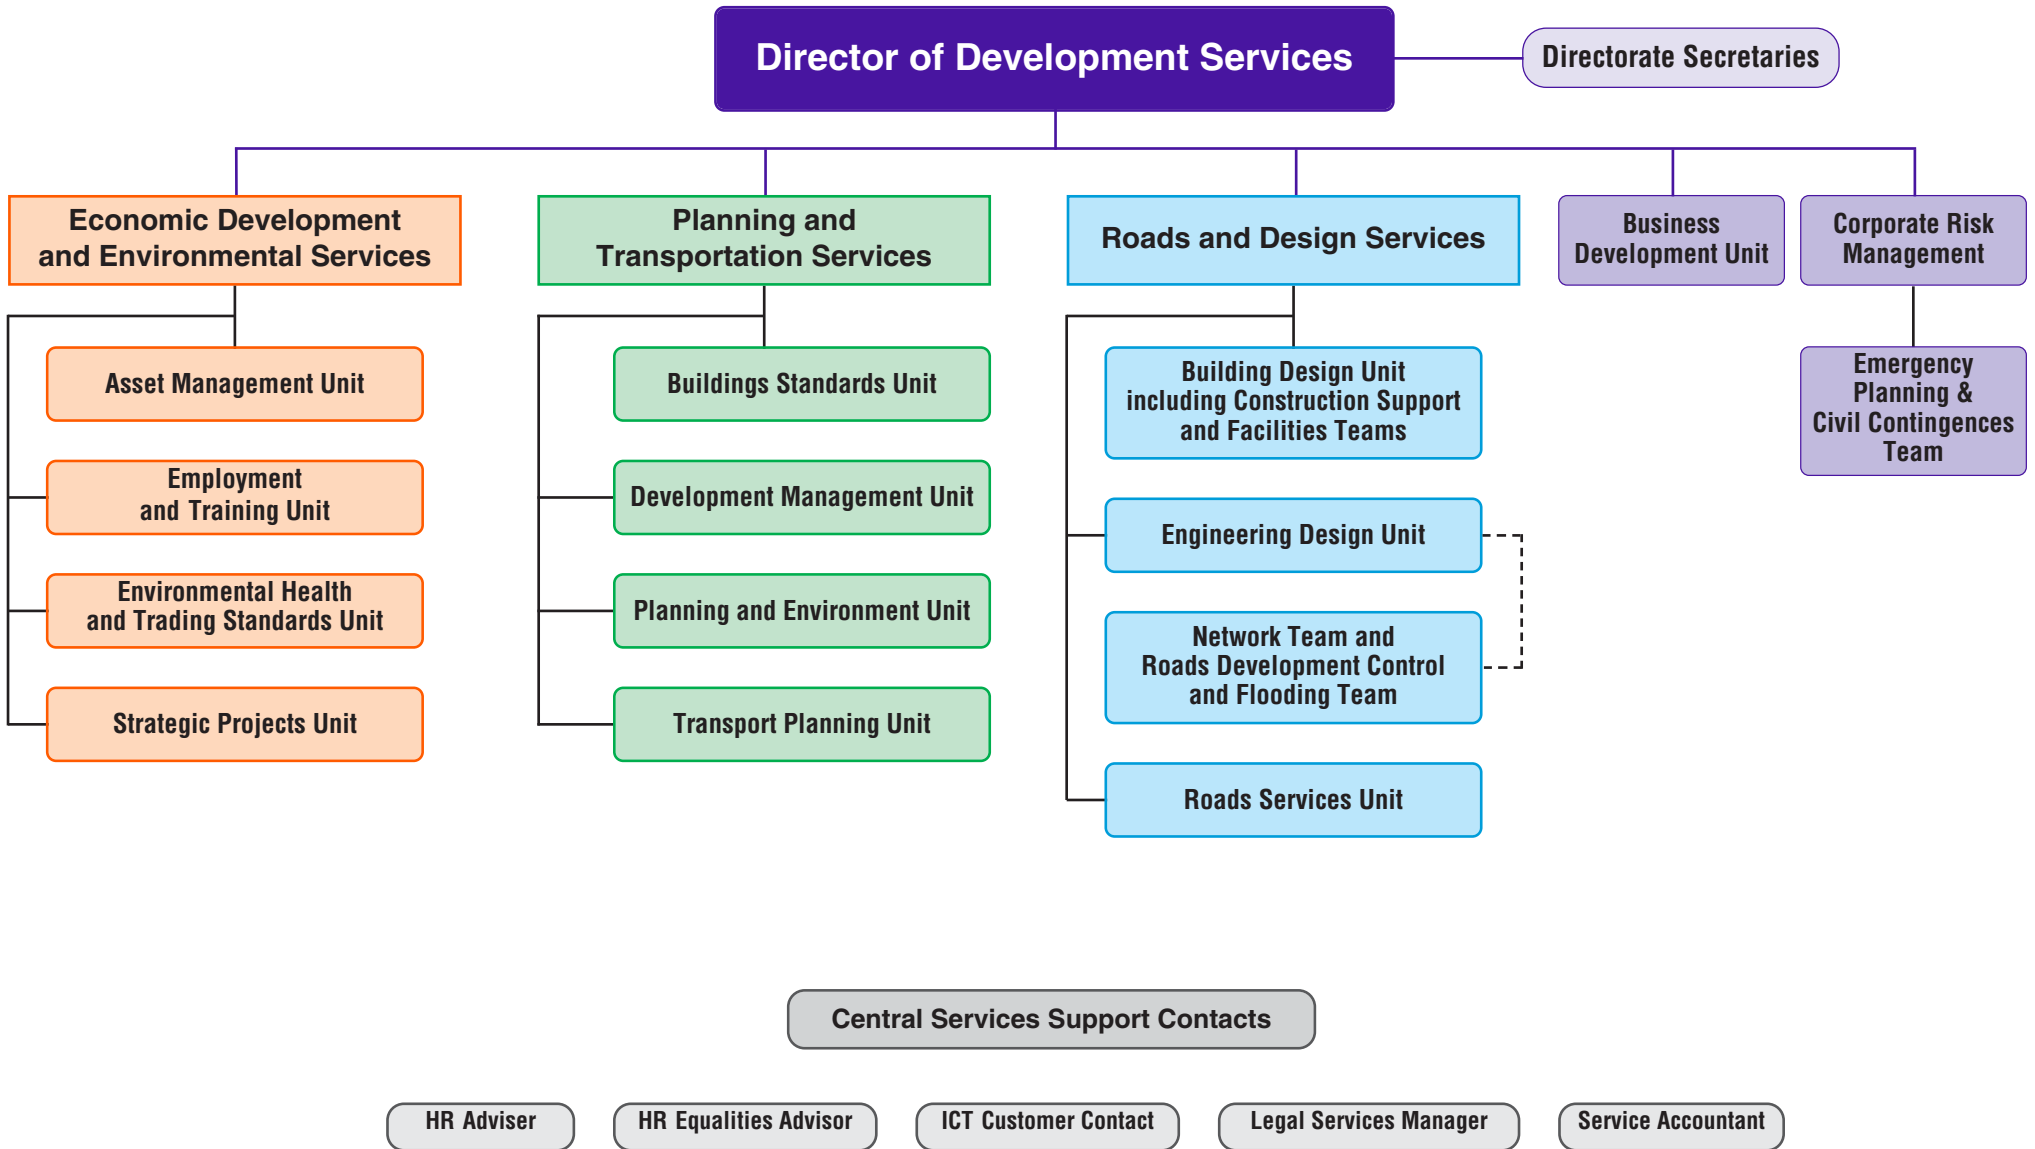 Director of Development Services
Directorate Secretaries
Economic Development
and Environmental Services
Planning and
Transportation Services
Roads and Design Services
Business
Development Unit
Corporate Risk
Management
Asset Management Unit
Employment
and Training Unit
Environmental Health
and Trading Standards Unit
Strategic Projects Unit
Buildings Standards Unit
Development Management Unit
Planning and Environment Unit
Transport Planning Unit
Building Design Unit
including Construction Support
and Facilities Teams
Engineering Design Unit
Network Team and
Roads Development Control
and Flooding Team
Roads Services Unit
Emergency
Planning &
Civil Contingences
Team
Central Services Support Contacts
HR Adviser
HR Equalities Advisor
ICT Customer Contact
Legal Services Manager
Service Accountant